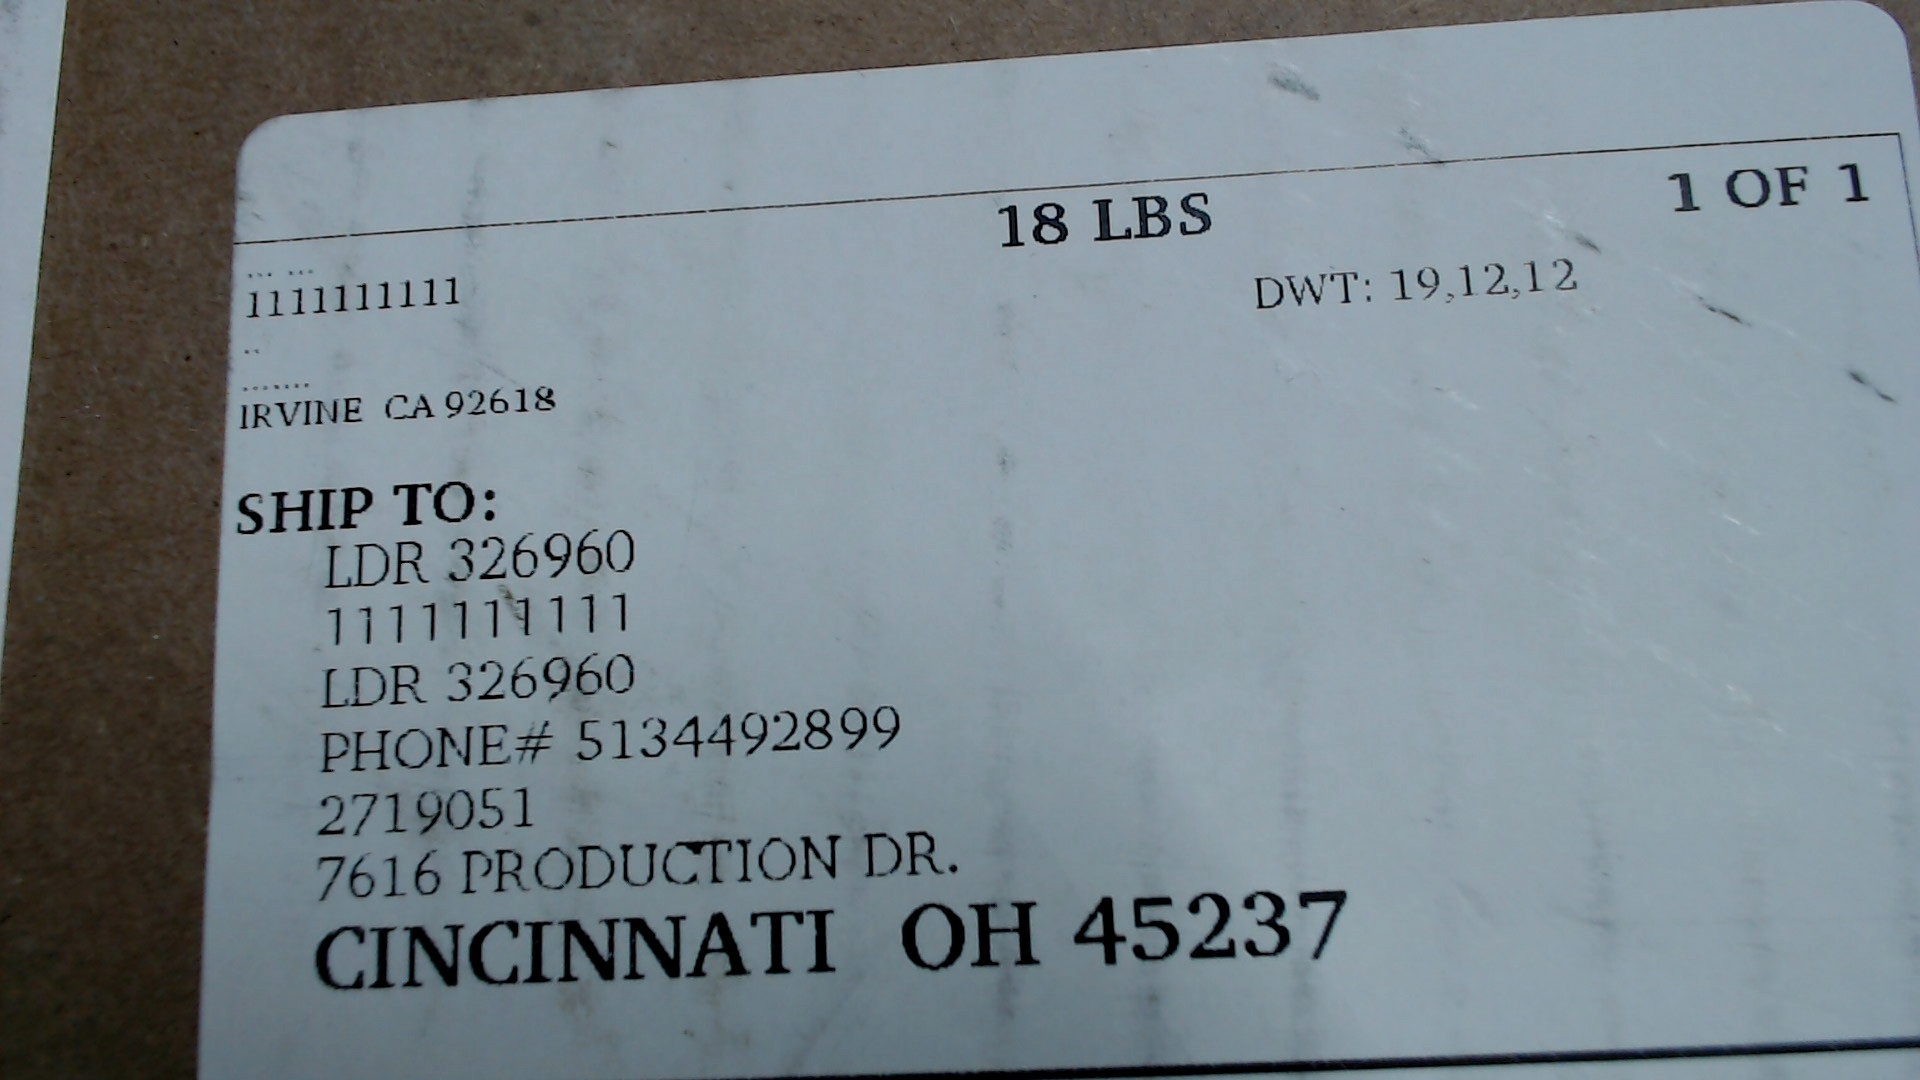 18 LBS
1 OF 1
... ...
1111111111
DWT: 19,12,12
..
.......
IRVINE CA 92618
SHIP TO:
LDR 326960
1111111111
LDR 326960
PHONE# 5134492899
2719051
7616 PRODUCTION DR.
CINCINNATI OH 45237